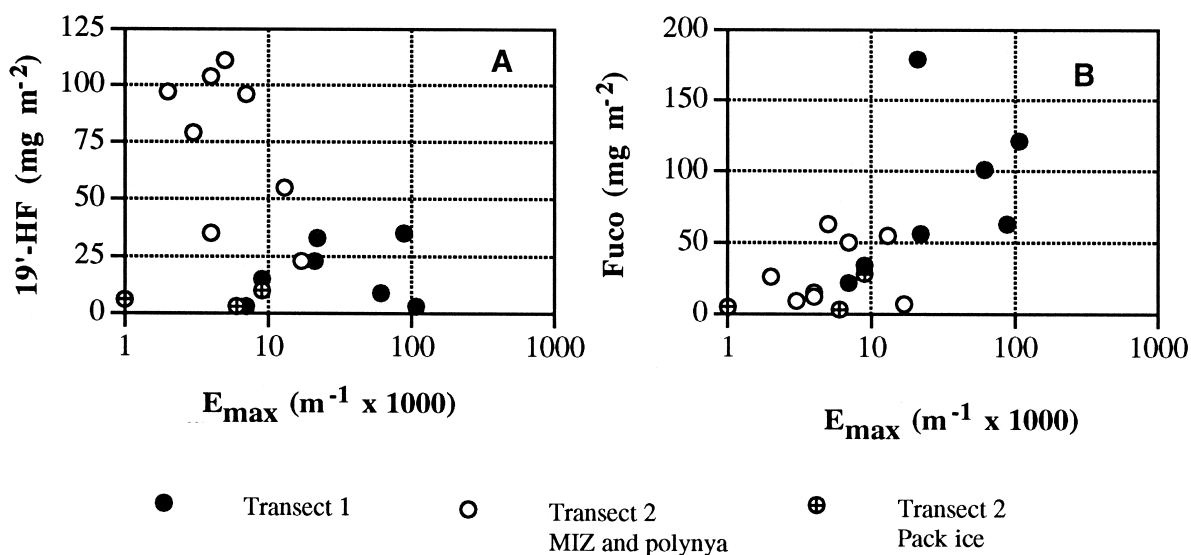 125
100
75
50
25
0
19'-HF (mg m-2)
A
1 10 100 1000
Emax (m-1 x 1000)
200
150
100
50
0
Fuco (mg m-2)
B
1 10 100 1000
Emax (m-1 x 1000)
Transect 1
Transect 2
MIZ and polynya
Transect 2
Pack ice